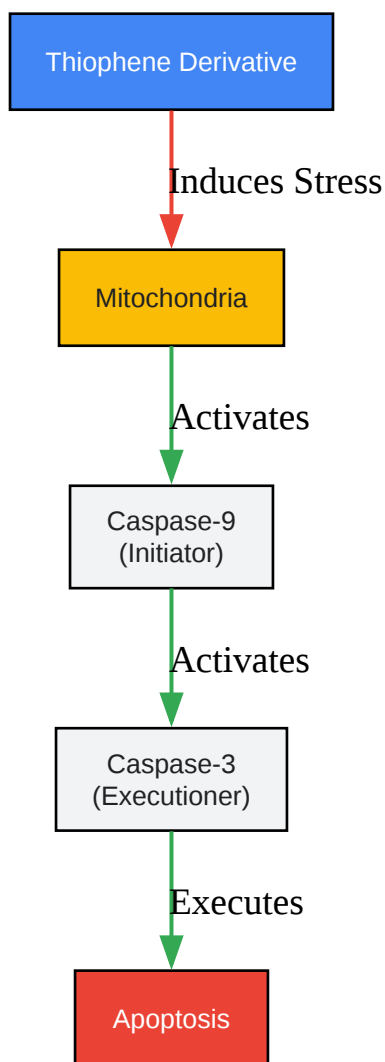 Thiophene Derivative
Induces Stress
Mitochondria
Activates
Caspase-9
(Initiator)
Activates
Caspase-3
(Executioner)
Executes
Apoptosis